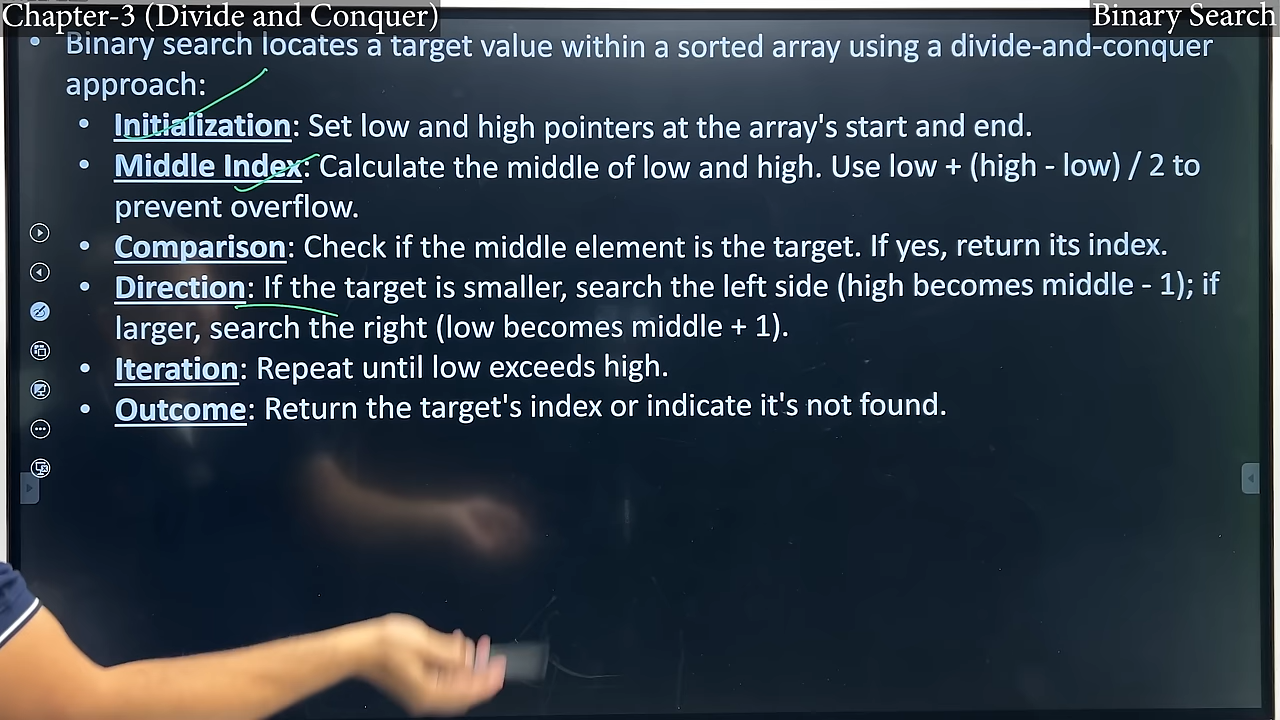 Chapter-3 (Divide and Conquer)
Binary Search
• Binary search locates a target value within a sorted array using a divide-and-conquer
approach:
• Initialization: Set low and high pointers at the array's start and end.
• Middle Index: Calculate the middle of low and high. Use low + (high - low) / 2 to
prevent overflow.
• Comparison: Check if the middle element is the target. If yes, return its index.
• Direction: If the target is smaller, search the left side (high becomes middle - 1); if
larger, search the right (low becomes middle + 1).
• Iteration: Repeat until low exceeds high.
• Outcome: Return the target's index or indicate it's not found.